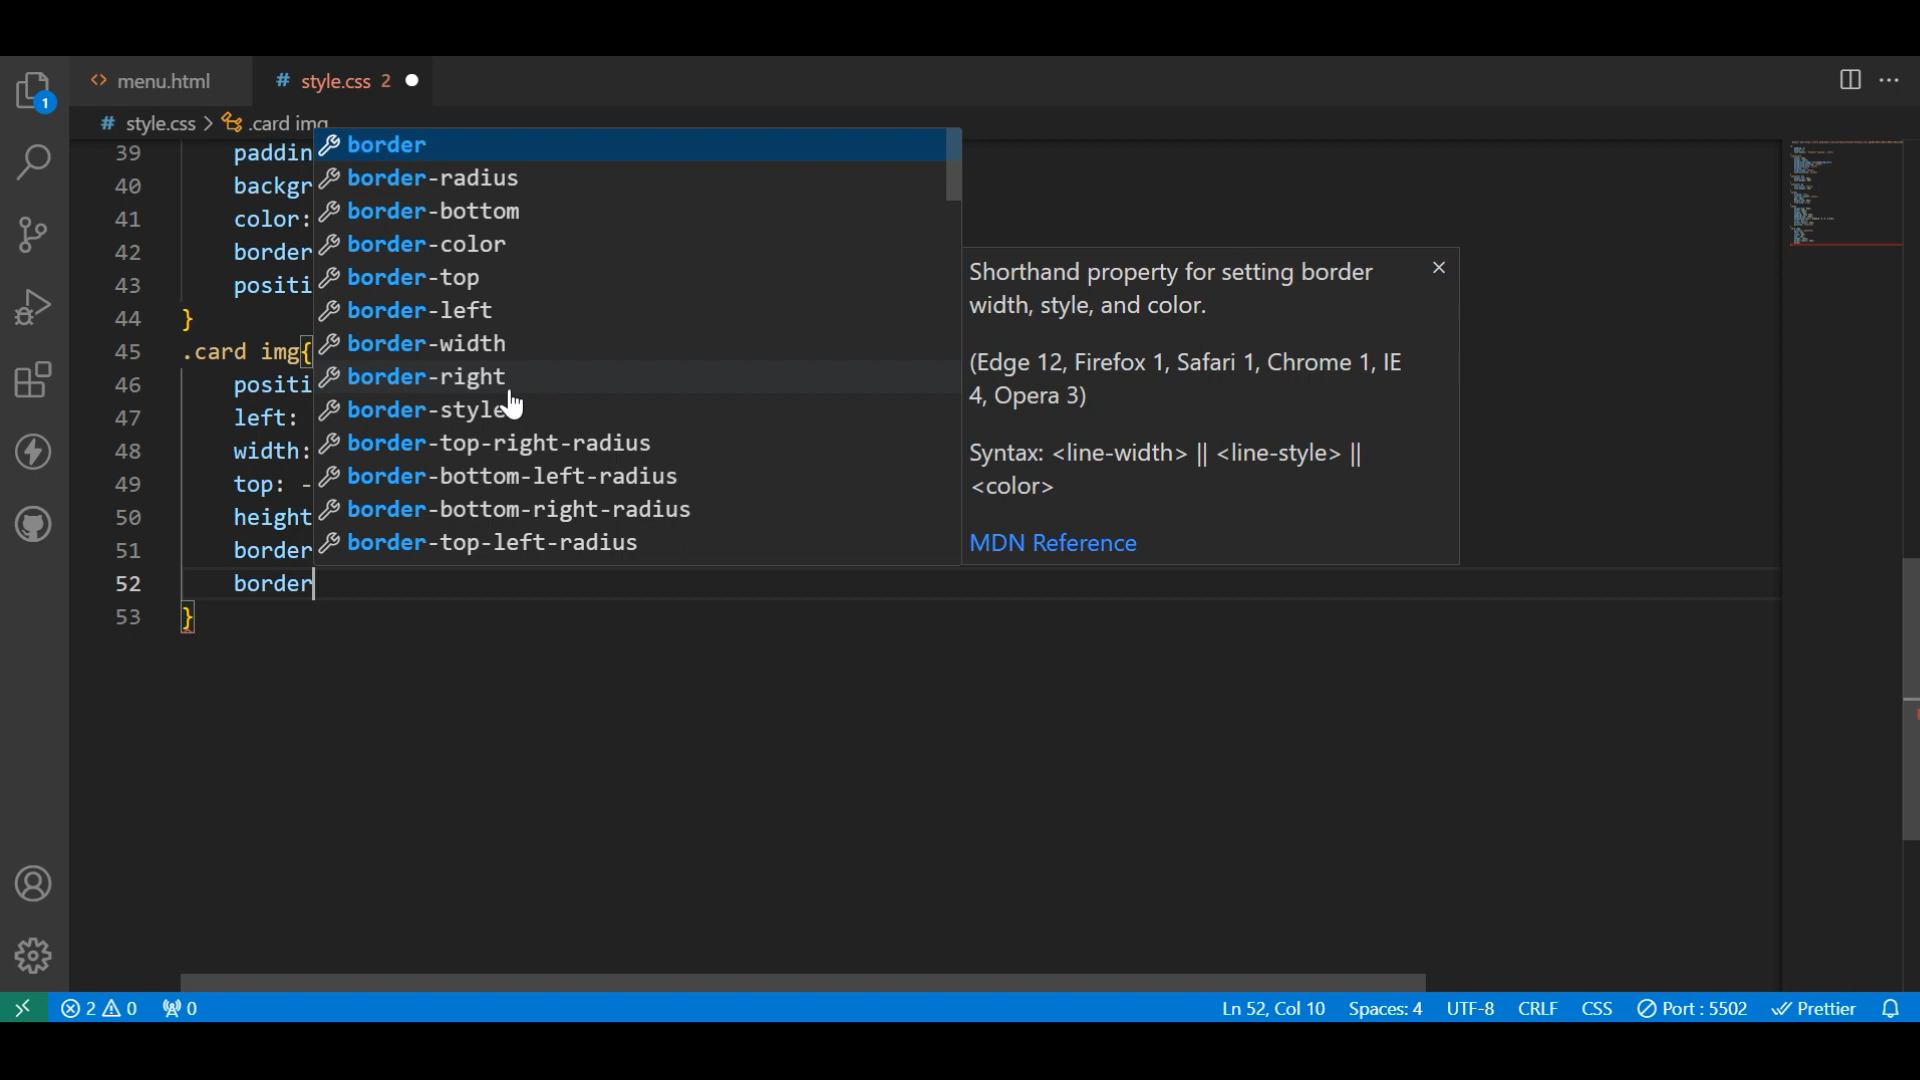 menu.html
# style.css 2
# style.css > .card img
1
39 paddin
40 backgr
41 color:
42 border
43 positi
44 }
45 .card img{
46 positi
47 left:
48 width:
49 top: -
50 height
51 border
52 border
53 }
border
border-radius
border-bottom
border-color
border-top
border-left
border-width
border-right
border-style
border-top-right-radius
border-bottom-left-radius
border-bottom-right-radius
border-top-left-radius
Shorthand property for setting border
width, style, and color.
(Edge 12, Firefox 1, Safari 1, Chrome 1, IE
4, Opera 3)
Syntax: <line-width> || <line-style> ||
<color>
MDN Reference
2 0 0 Ln 52, Col 10 Spaces: 4 UTF-8 CRLF CSS Port : 5502 Prettier